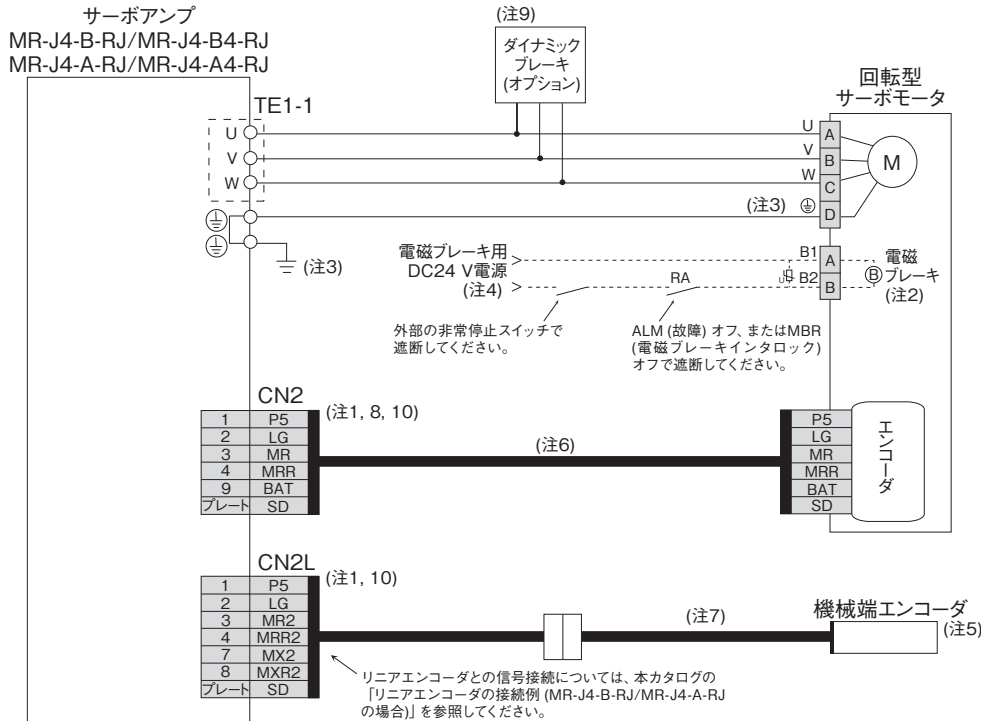 サーボアンプ
MR-J4-B-RJ/MR-J4-B4-RJ
MR-J4-A-RJ/MR-J4-A4-RJ
(注9)
ダイナミック
ブレーキ
(オプション)
回転型
サーボモータ
TE1-1
U
V
W
U
V
W
A
B
C
D
M
(注3)
(注3)
電磁ブレーキ用
DC24 V電源
(注4)
RA
U
B1
B2
A
B
B
電磁
ブレーキ
(注2)
外部の非常停止スイッチで
遮断してください。
ALM (故障) オフ、またはMBR
(電磁ブレーキインタロック)
オフで遮断してください。
CN2
(注1, 8, 10)
1 P5
2 LG
3 MR
4 MRR
9 BAT
プレート SD
(注6)
P5
LG
MR
MRR
BAT
SD
エンコーダ
CN2L
(注1, 10)
1 P5
2 LG
3 MR2
4 MRR2
7 MX2
8 MXR2
プレート SD
(注7)
機械端エンコーダ
(注5)
リニアエンコーダとの信号接続については、本カタログの
「リニアエンコーダの接続例 (MR-J4-B-RJ/MR-J4-A-RJ
の場合)」を参照してください。